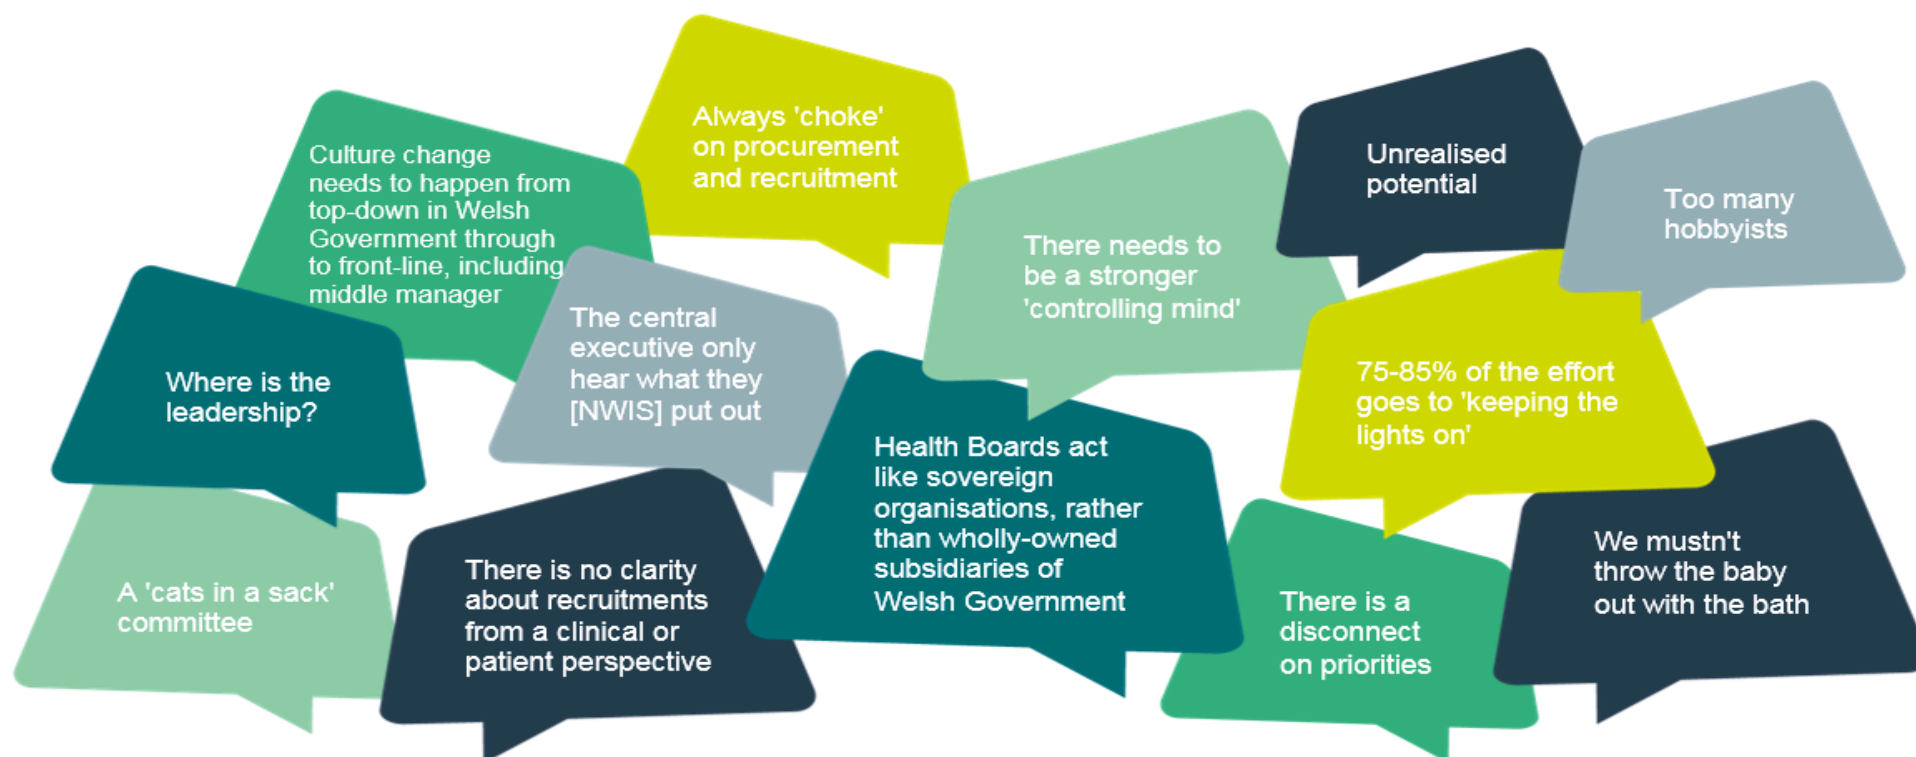 Always 'choke'
on procurement
and recruitment
Culture change
needs to happen from
top-down in Welsh
Government through
to front-line, including
middle manager
Unrealised
potential
Too many
hobbyists
There needs to
be a stronger
'controlling mind'
The central
executive only
hear what they
[NWIS] put out
Where is the
leadership?
75-85% of the effort
goes to 'keeping the
lights on'
Health Boards act
like sovereign
organisations, rather
than wholly-owned
subsidiaries of
Welsh Government
A 'cats in a sack'
committee
There is no clarity
about recruitments
from a clinical or
patient perspective
There is a
disconnect
on priorities
We mustn't
throw the baby
out with the bath